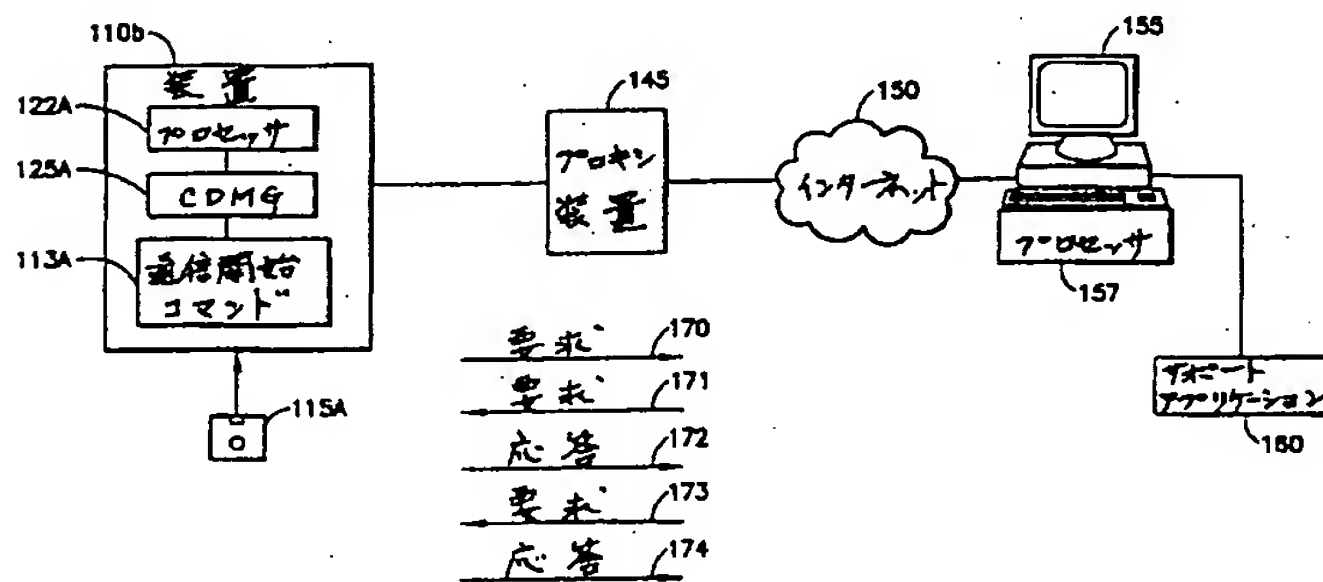 110b
装置
122A
プロセッサ
125A
CDMG
113A
通信開始
コマンド
115A
145
プロキシ
装置
150
インターネット
155
プロセッサ
157
サポート
アプリケーション
160
要求
170
要求
171
応答
172
要求
173
応答
174